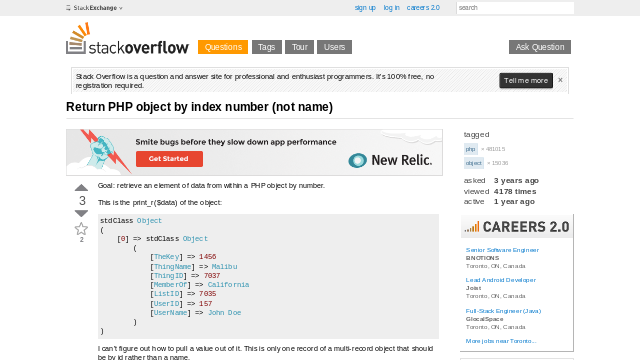 StackExchange
sign up log in careers 2.0
search
stackoverflow
Questions Tags Tour Users Ask Question
Stack Overflow is a question and answer site for professional and enthusiast programmers. It's 100% free, no
registration required.
Tell me more ×
Return PHP object by index number (not name)
Smite bugs before they slow down app performance
Get Started
New Relic.
3
2
Goal: retrieve an element of data from within a PHP object by number.
This is the print_r($data) of the object:
stdClass Object
(
[0] => stdClass Object
(
[TheKey] => 1456
[ThingName] => Malibu
[ThingID] => 7037
[MemberOf] => California
[ListID] => 7035
[UserID] => 157
[UserName] => John Doe
)
)
I can't figure out how to pull a value out of it. This is only one record of a multi-record object that should
be by id rather than a name.
tagged
php × 481015
object × 15036
asked 3 years ago
viewed 4178 times
active 1 year ago
CAREERS 2.0
Senior Software Engineer
BNOTIONS
Toronto, ON, Canada
Lead Android Developer
Joist
Toronto, ON, Canada
Full-Stack Engineer (Java)
GlocalSpace
Toronto, ON, Canada
More jobs near Toronto...